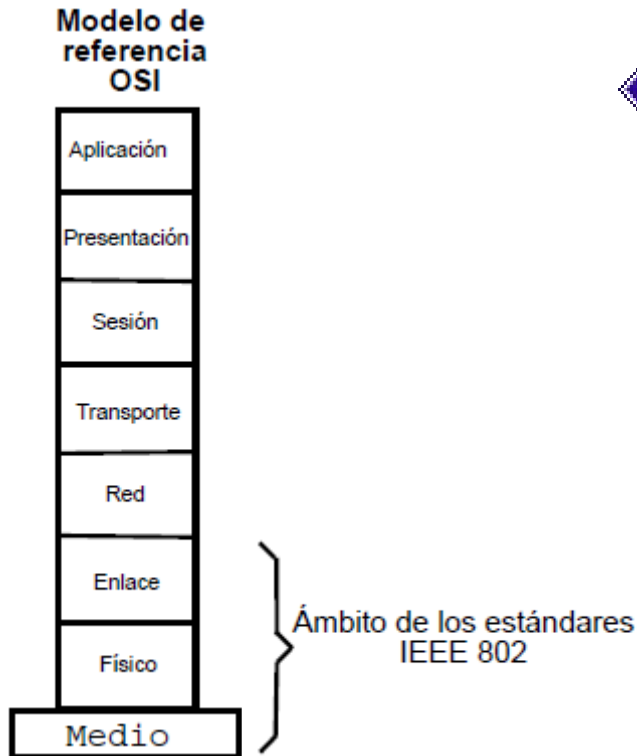 Modelo de
referencia
OSI
Aplicación
Presentación
Sesión
Transporte
Red
Enlace
Físico
Medio
Ámbito de los estándares
IEEE 802